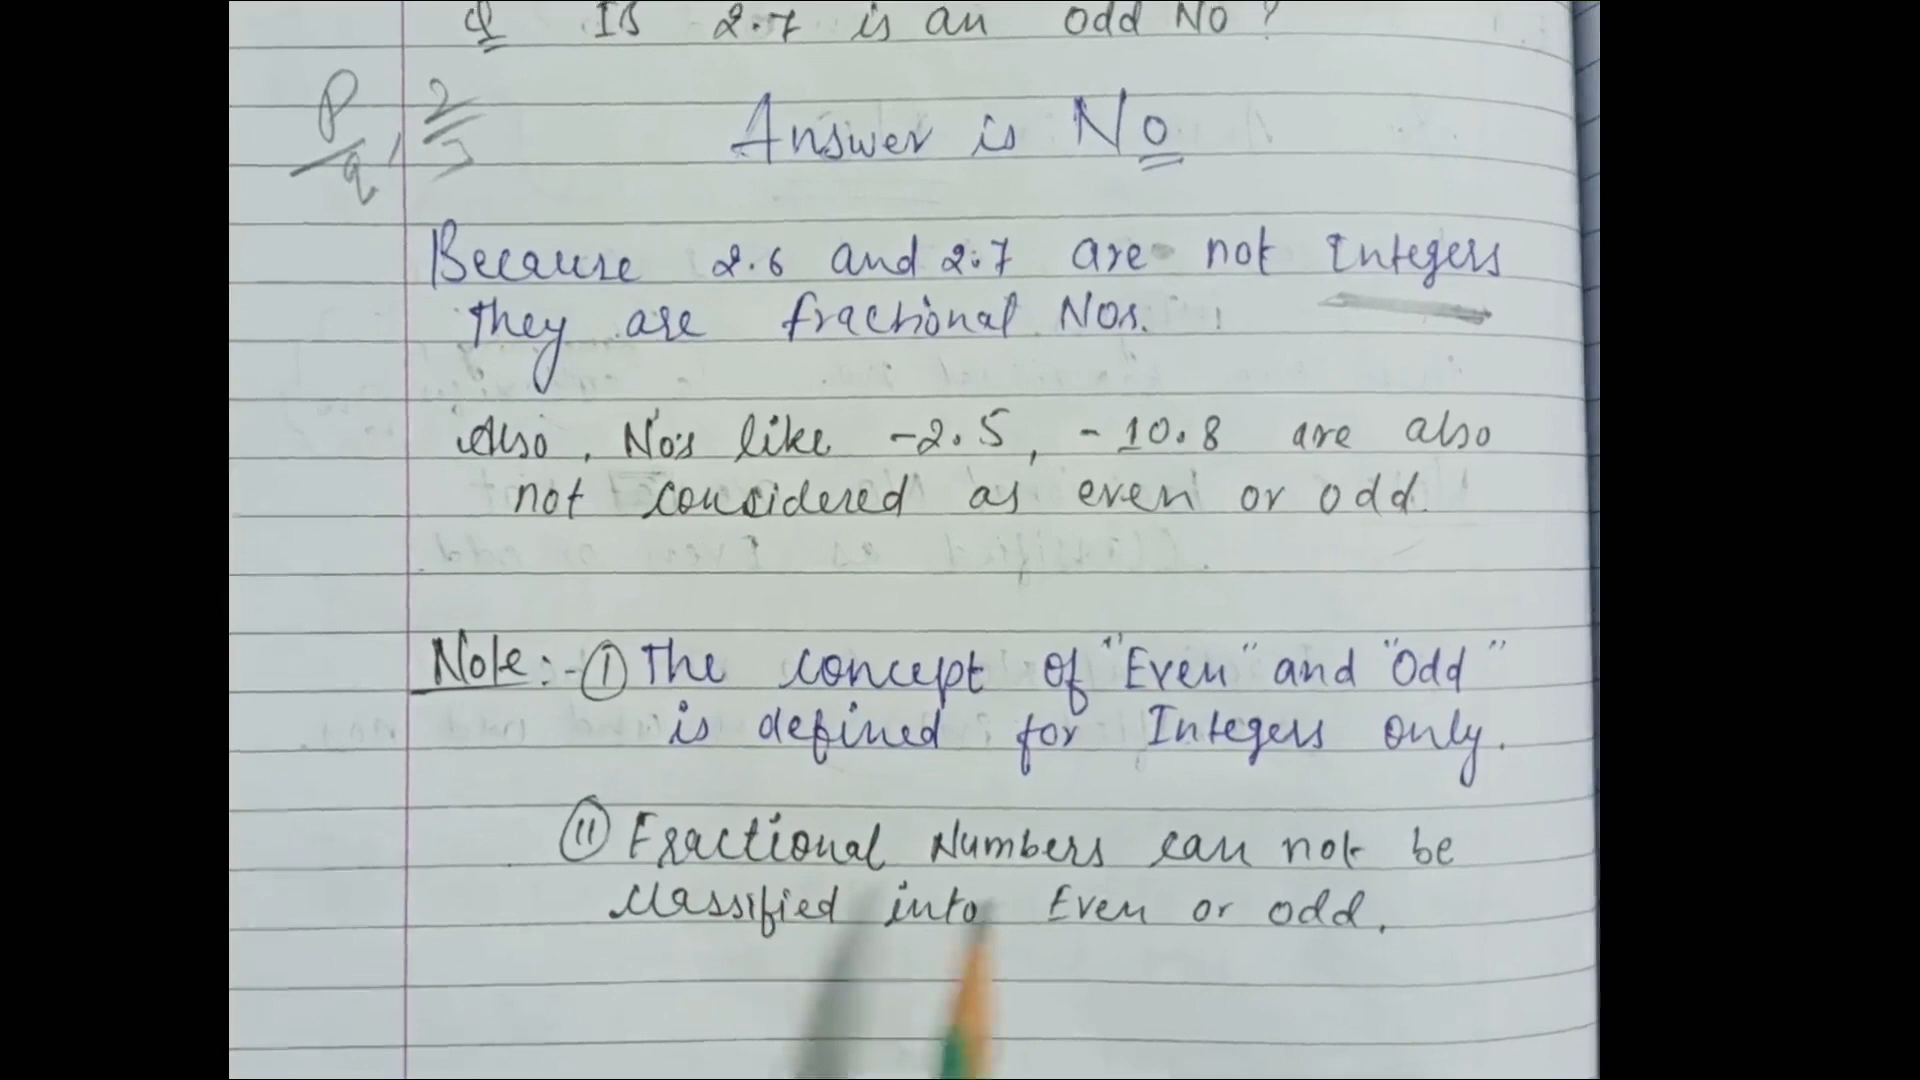 Q Is 2.7 is an odd No ?
P/q, 2/3
Answer is No
Because 2.6 and 2.7 are not Integers
They are fractional Nos.
Also, No's like -2.5, -10.8 are also
not considered as even or odd.
Note:- (I) The concept of "Even" and "Odd"
is defined for Integers only.
(II) Fractional Numbers can not be
classified into Even or odd.